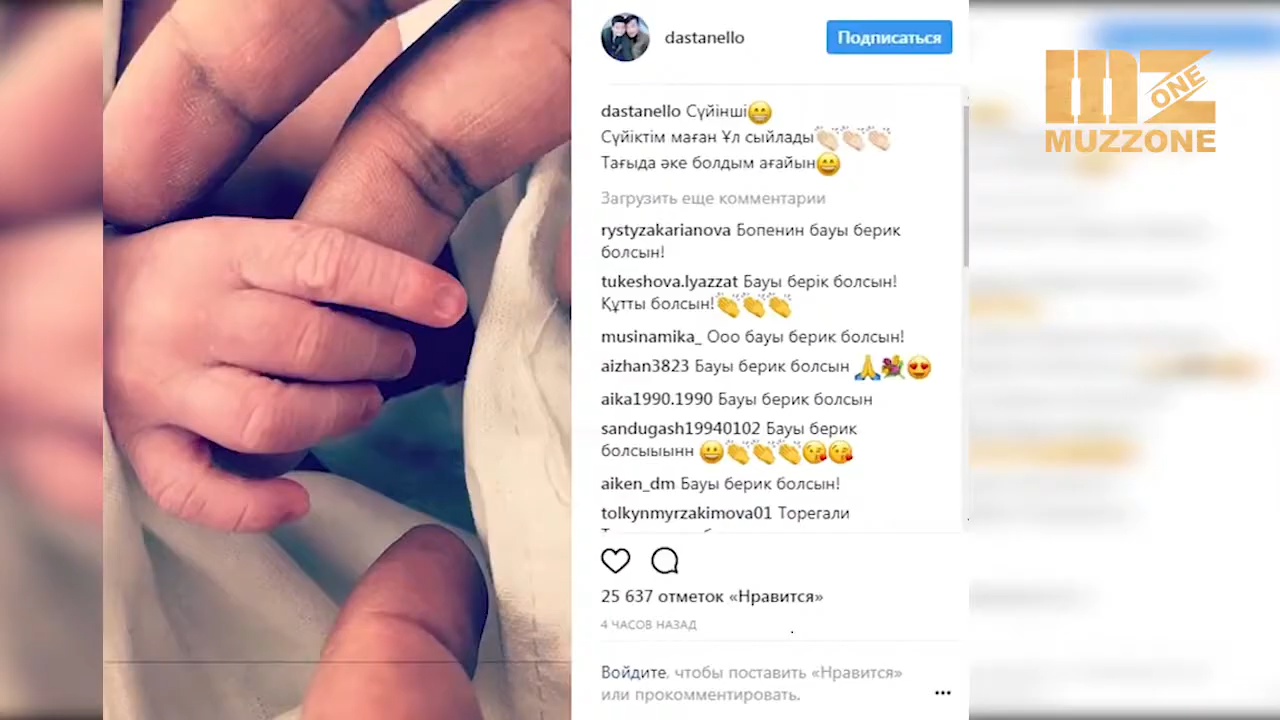 dastanello
Подписаться
MZ
ONE
MUZZONE
dastanello Сүйінші😁
Сүйіктім маған Ұл сыйлады👏🏻👏🏻👏🏻
Тағыда әке болдым ағайын😁
Загрузить еще комментарии
rystyzakarianova Бопенин бауы берик
болсын!
tukeshova.lyazzat Бауы берік болсын!
Құтты болсын!👏👏👏
musinamika_ Ооо бауы берик болсын!
aizhan3823 Бауы берик болсын 🙏💐😍
aika1990.1990 Бауы берик болсын
sandugash19940102 Бауы берик
болсыыыынн 😀👏👏👏😘😘
aiken_dm Бауы берик болсын!
tolkynmyrzakimova01 Торегали
25 637 отметок «Нравится»
4 ЧАСОВ НАЗАД
Войдите, чтобы поставить «Нравится»
или прокомментировать.